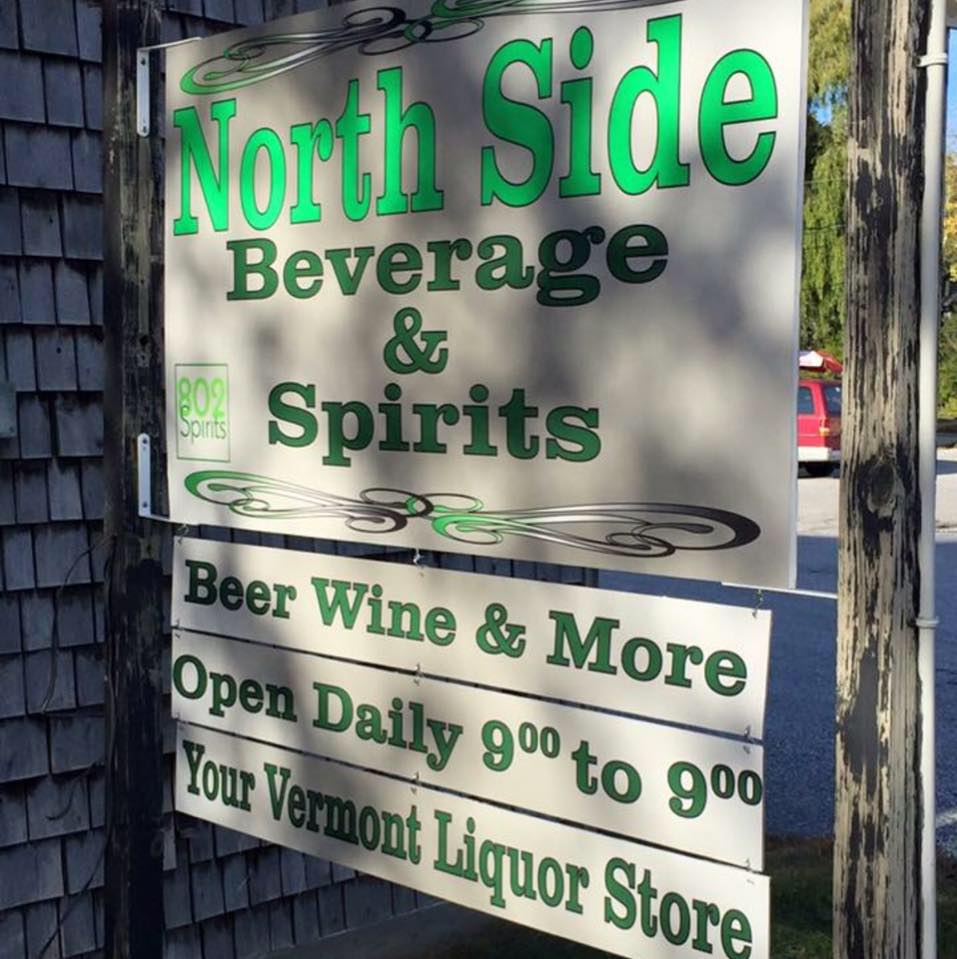 North Side
Beverage
&
Spirits
802
Spirits
Beer Wine & More
Open Daily 9⁰⁰ to 9⁰⁰
Your Vermont Liquor Store